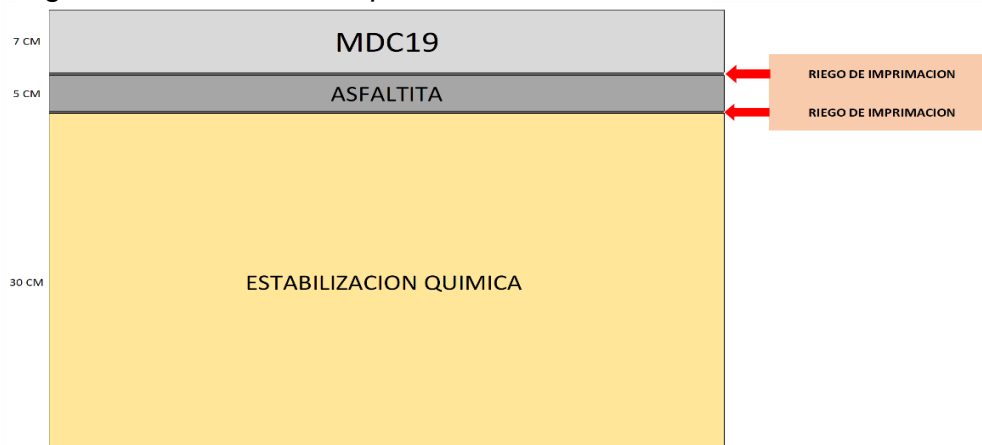 7 CM
MDC19
RIEGO DE IMPRIMACION
5 CM
ASFALTITA
RIEGO DE IMPRIMACION
30 CM
ESTABILIZACION QUIMICA